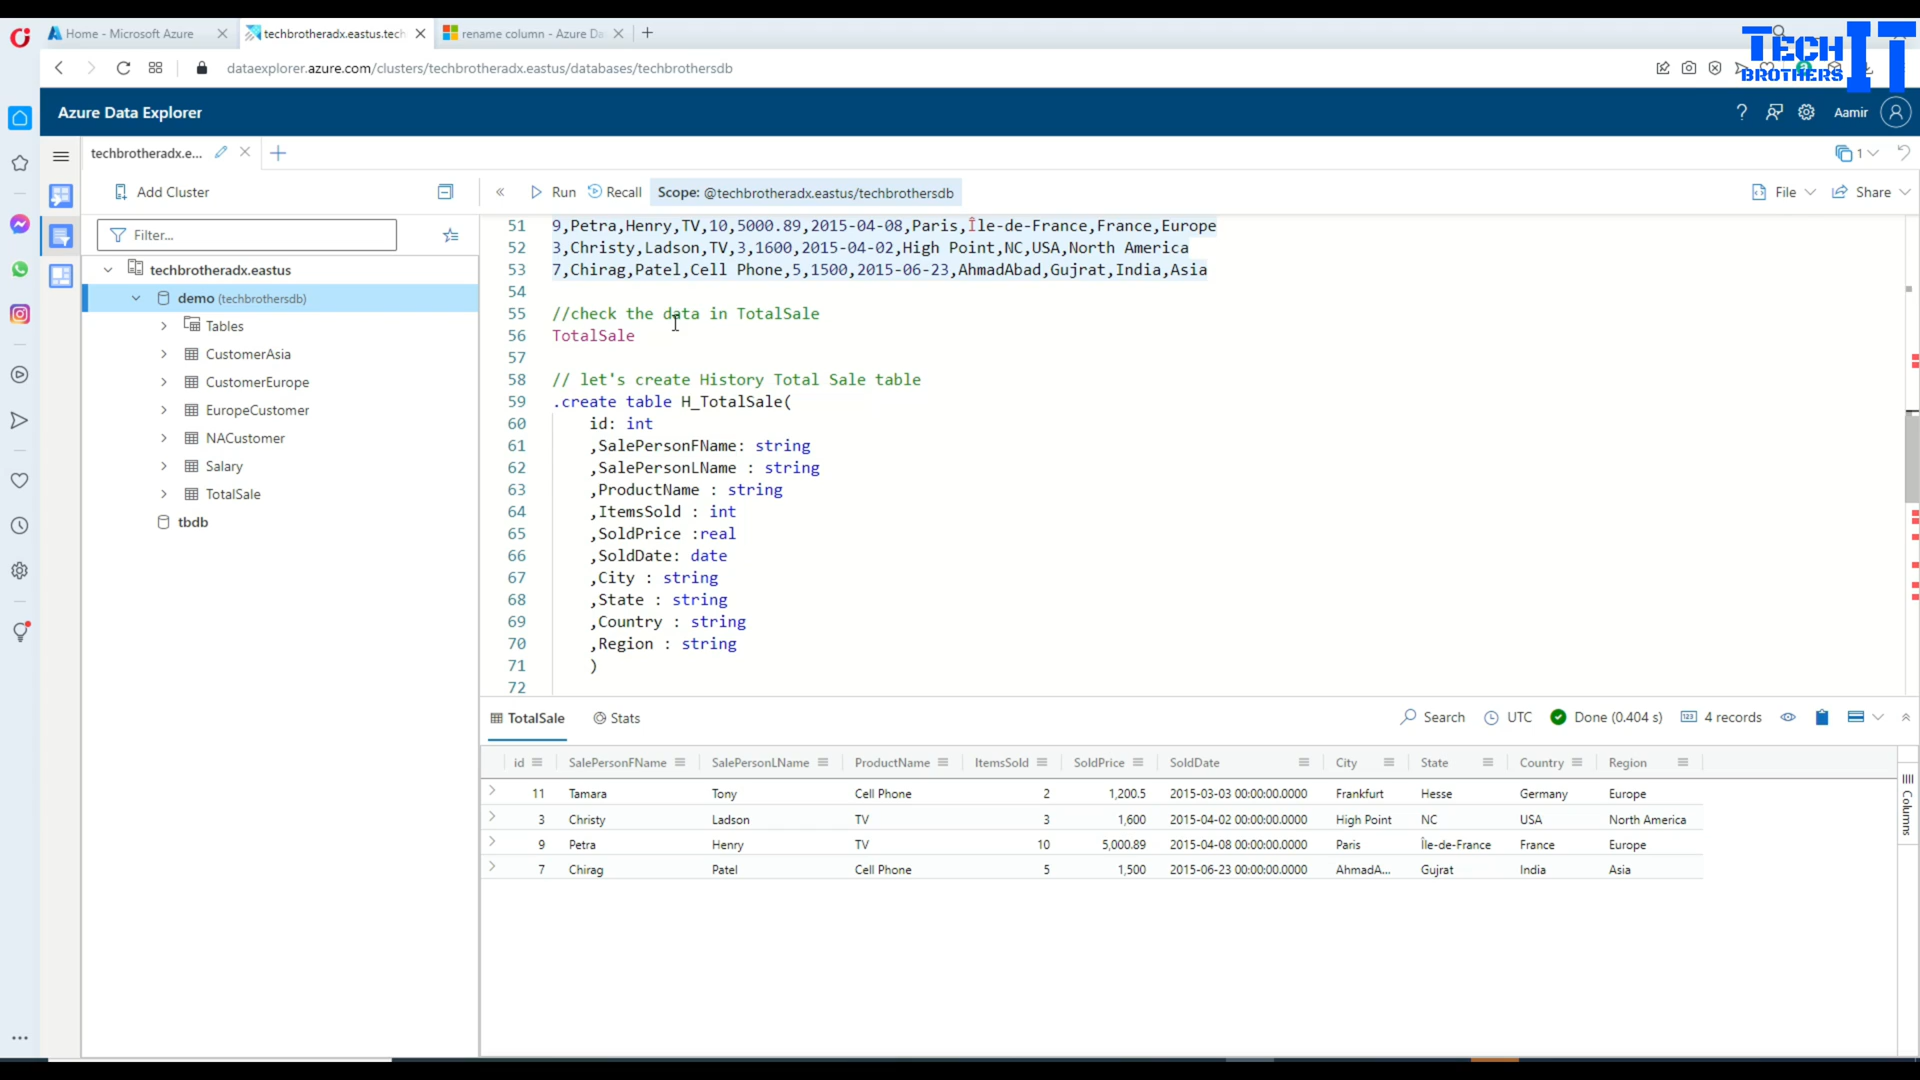 Home - Microsoft Azure
techbrotheradx.eastus.tech
rename column - Azure Da
TECH
BROTHERS
IT
dataexplorer.azure.com/clusters/techbrotheradx.eastus/databases/techbrothersdb
Azure Data Explorer
Aamir
techbrotheradx.e...
1
Add Cluster
Run
Recall
Scope: @techbrotheradx.eastus/techbrothersdb
File
Share
Filter...
techbrotheradx.eastus
demo (techbrothersdb)
Tables
CustomerAsia
CustomerEurope
EuropeCustomer
NACustomer
Salary
TotalSale
tbdb
51 9,Petra,Henry,TV,10,5000.89,2015-04-08,Paris,Île-de-France,France,Europe
52 3,Christy,Ladson,TV,3,1600,2015-04-02,High Point,NC,USA,North America
53 7,Chirag,Patel,Cell Phone,5,1500,2015-06-23,AhmadAbad,Gujrat,India,Asia
54
55 //check the data in TotalSale
56 TotalSale
57
58 // let's create History Total Sale table
59 .create table H_TotalSale(
60 id: int
61 ,SalePersonFName: string
62 ,SalePersonLName : string
63 ,ProductName : string
64 ,ItemsSold : int
65 ,SoldPrice :real
66 ,SoldDate: date
67 ,City : string
68 ,State : string
69 ,Country : string
70 ,Region : string
71 )
72
TotalSale
Stats
Search
UTC
Done (0.404 s)
4 records
id SalePersonFName SalePersonLName ProductName ItemsSold SoldPrice SoldDate City State Country Region
11 Tamara Tony Cell Phone 2 1,200.5 2015-03-03 00:00:00.0000 Frankfurt Hesse Germany Europe
3 Christy Ladson TV 3 1,600 2015-04-02 00:00:00.0000 High Point NC USA North America
9 Petra Henry TV 10 5,000.89 2015-04-08 00:00:00.0000 Paris Île-de-France France Europe
7 Chirag Patel Cell Phone 5 1,500 2015-06-23 00:00:00.0000 AhmadA... Gujrat India Asia
Columns